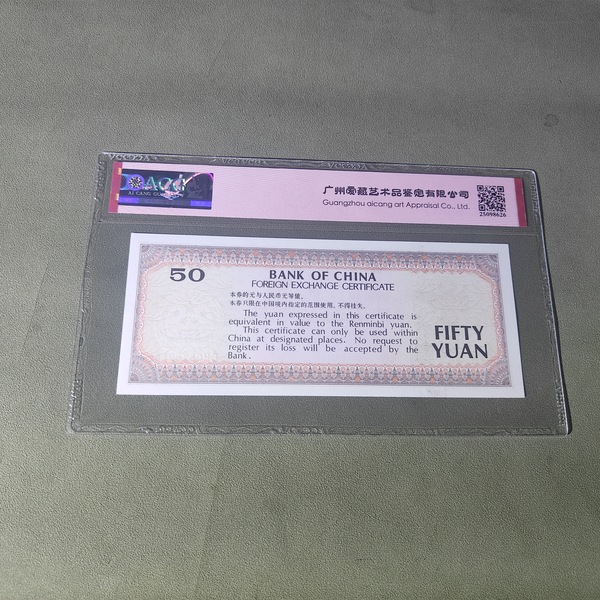 ACG
AI CANG
广州爱藏艺术品鉴定有限公司
Guangzhou aicang art Appraisal Co., Ltd.
25098626
50
BANK OF CHINA
FOREIGN EXCHANGE CERTIFICATE
本券的元与人民币元等值。
本券只限在中国境内指定的范围使用，不得挂失。
The yuan expressed in this certificate is
equivalent in value to the Renminbi yuan.
This certificate can only be used within
China at designated places. No request to
register its loss will be accepted by the
Bank.
FIFTY
YUAN